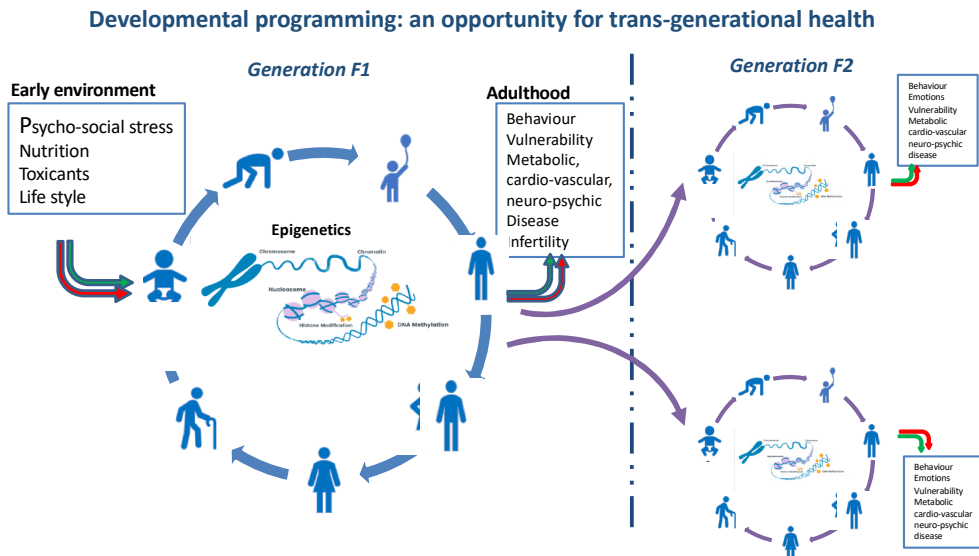 Developmental programming: an opportunity for trans-generational health
Generation F1
Generation F2
Early environment
Psycho-social stress
Nutrition
Toxicants
Life style
Adulthood
Behaviour
Vulnerability
Metabolic,
cardio-vascular,
neuro-psychic
Disease
Infertility
Epigenetics
Chromosome
Chromatin
Nucleosome
Histone Modification
DNA Methylation
Behaviour
Emotions
Vulnerability
Metabolic
cardio-vascular
neuro-psychic
disease
Behaviour
Emotions
Vulnerability
Metabolic
cardio-vascular
neuro-psychic
disease